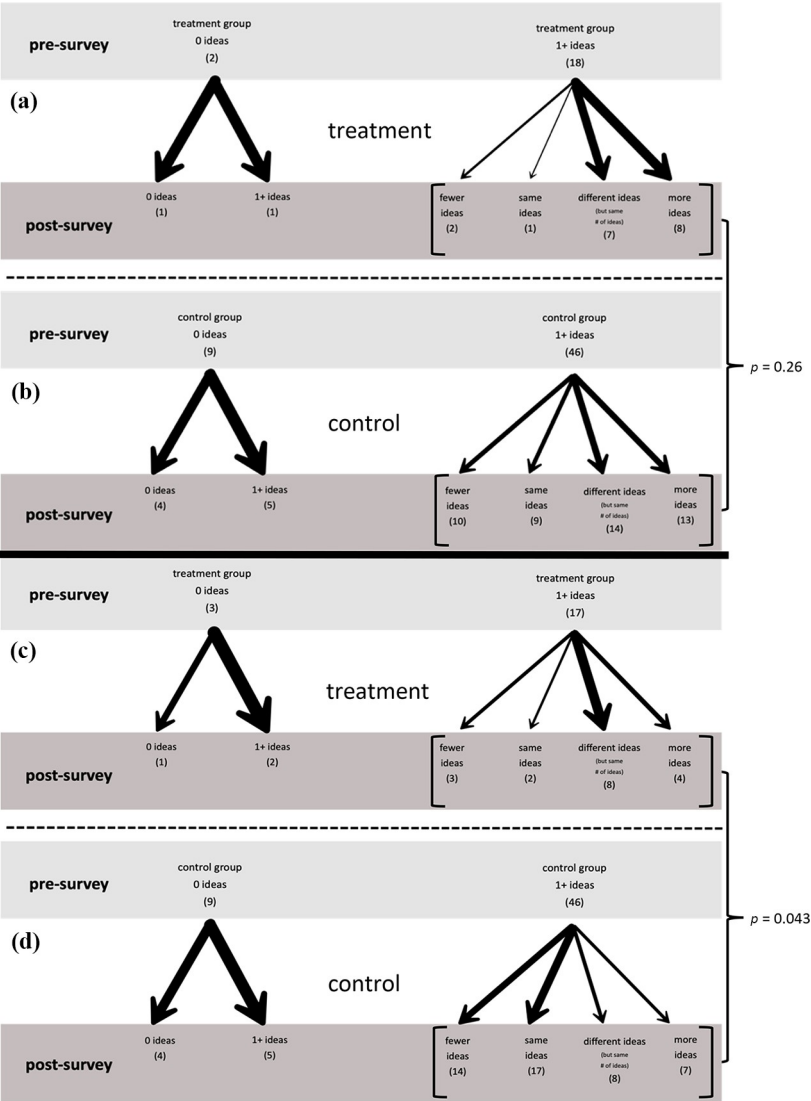 treatment group
0 ideas
(2)
treatment group
1+ ideas
(18)
pre-survey
(a)
treatment
0 ideas
(1)
1+ ideas
(1)
fewer
ideas
(2)
same
ideas
(1)
different ideas
(but same
# of ideas)
(7)
more
ideas
(8)
post-survey
control group
0 ideas
(9)
control group
1+ ideas
(46)
pre-survey
p = 0.26
(b)
control
0 ideas
(4)
1+ ideas
(5)
fewer
ideas
(10)
same
ideas
(9)
different ideas
(but same
# of ideas)
(14)
more
ideas
(13)
post-survey
treatment group
0 ideas
(3)
treatment group
1+ ideas
(17)
pre-survey
(c)
treatment
0 ideas
(1)
1+ ideas
(2)
fewer
ideas
(3)
same
ideas
(2)
different ideas
(but same
# of ideas)
(8)
more
ideas
(4)
post-survey
control group
0 ideas
(9)
control group
1+ ideas
(46)
pre-survey
p = 0.043
(d)
control
0 ideas
(4)
1+ ideas
(5)
fewer
ideas
(14)
same
ideas
(17)
different ideas
(but same
# of ideas)
(8)
more
ideas
(7)
post-survey